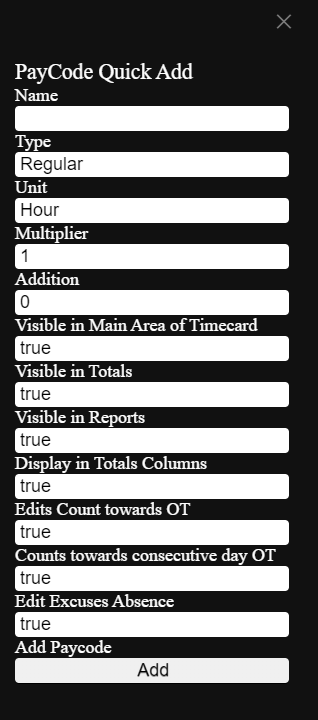 PayCode Quick Add
Name
Type
Regular
Unit
Hour
Multiplier
1
Addition
0
Visible in Main Area of Timecard
true
Visible in Totals
true
Visible in Reports
true
Display in Totals Columns
true
Edits Count towards OT
true
Counts towards consecutive day OT
true
Edit Excuses Absence
true
Add Paycode
Add